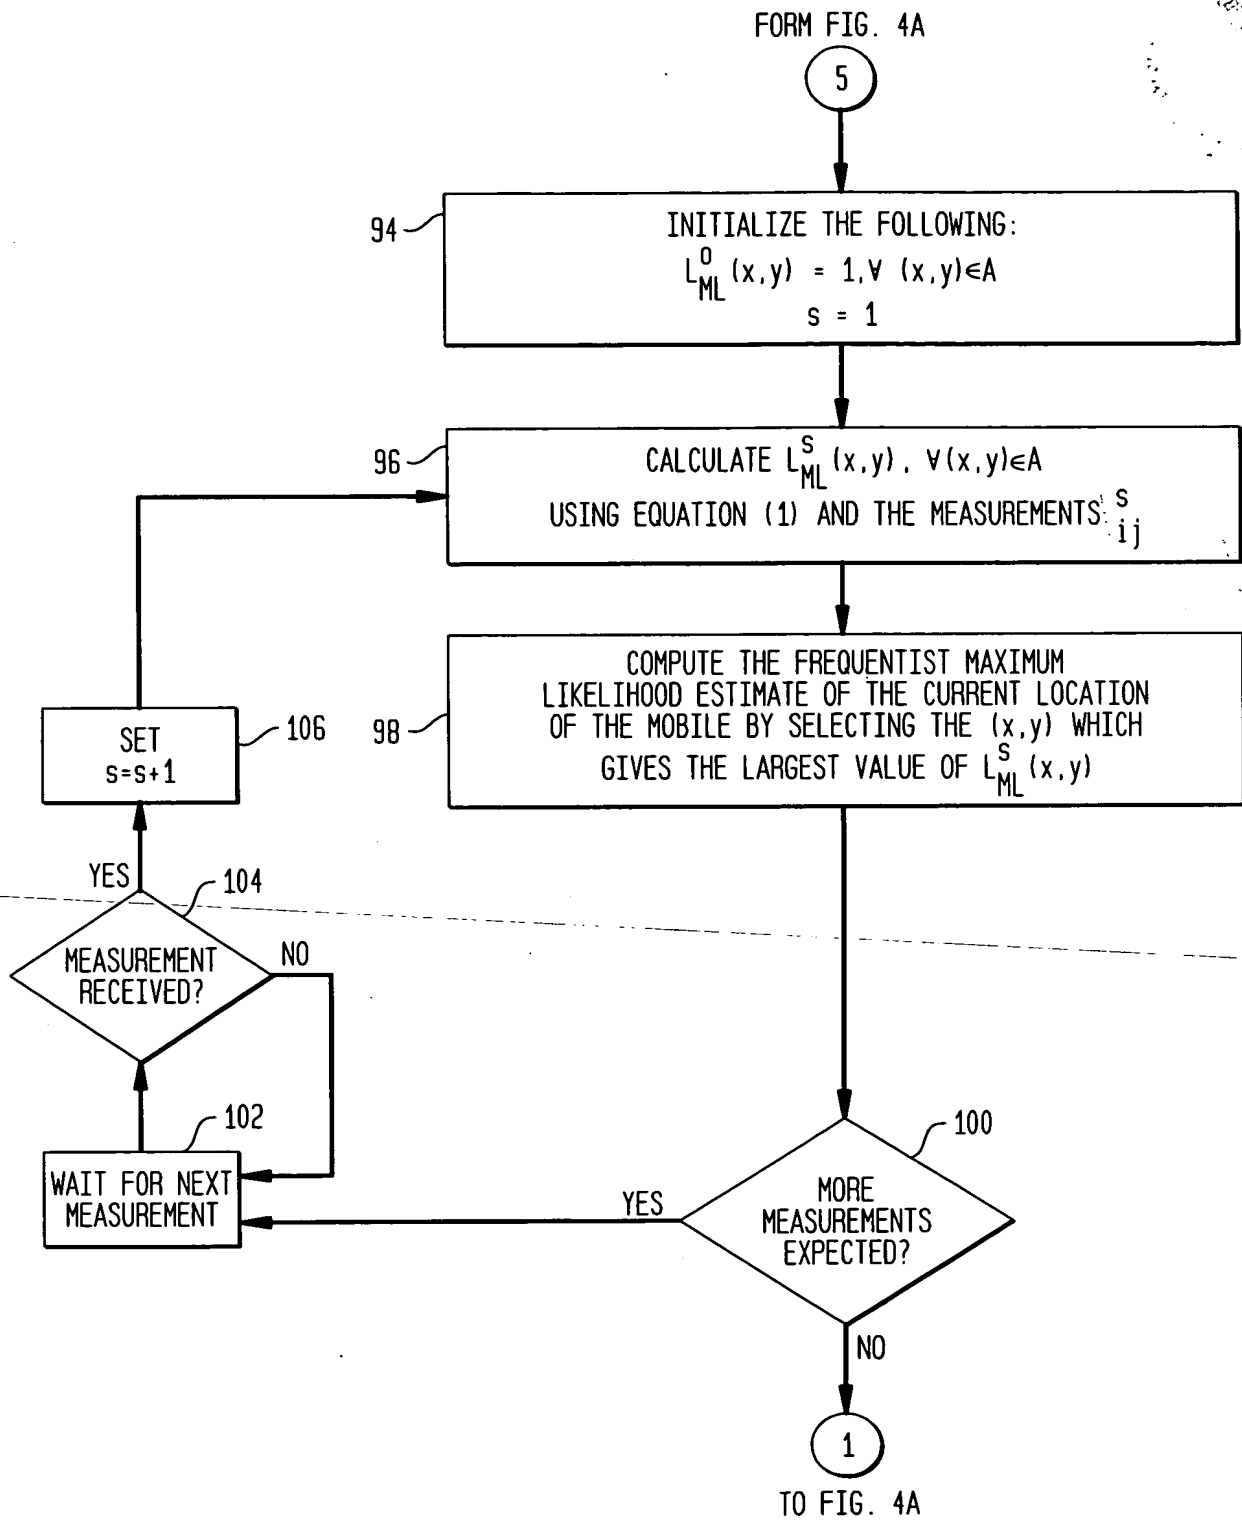 FORM FIG. 4A
5
94
INITIALIZE THE FOLLOWING:
L^0_ML (x,y) = 1,∀ (x,y)∈A
s = 1
96
CALCULATE L^s_ML (x,y), ∀(x,y)∈A
USING EQUATION (1) AND THE MEASUREMENTS ^s_ij
98
COMPUTE THE FREQUENTIST MAXIMUM
LIKELIHOOD ESTIMATE OF THE CURRENT LOCATION
OF THE MOBILE BY SELECTING THE (x,y) WHICH
GIVES THE LARGEST VALUE OF L^s_ML (x,y)
106
SET
s=s+1
YES
104
MEASUREMENT
RECEIVED?
NO
102
WAIT FOR NEXT
MEASUREMENT
100
YES
MORE
MEASUREMENTS
EXPECTED?
NO
1
TO FIG. 4A